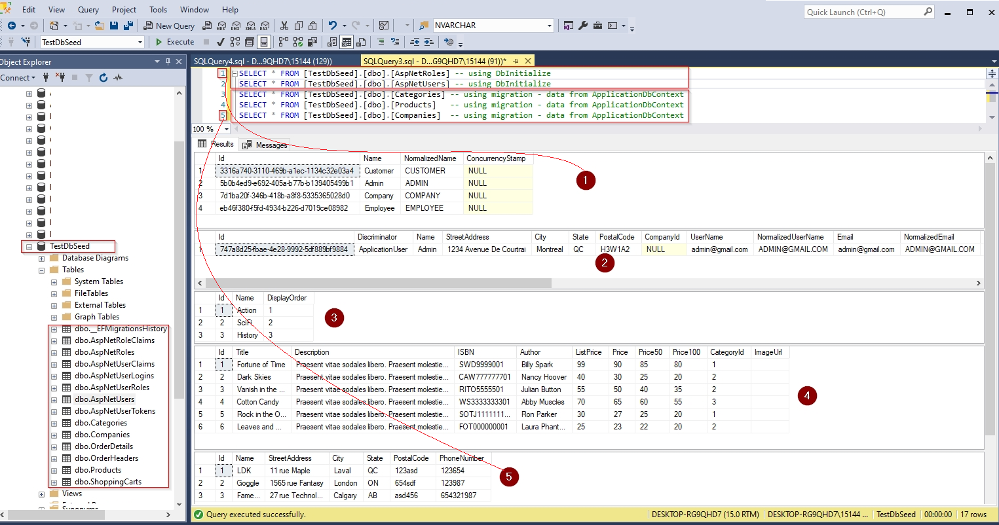 Edit View Query Project Tools Window Help
Quick Launch (Ctrl+Q)
New Query
MDX DMX XMLA DAX
NVARCHAR
TestDbSeed
Execute
Object Explorer
SQLQuery4.sql - D...9QHD7\15144 (129))
SQLQuery3.sql - D...G9QHD7\15144 (91))*
Connect
1 SELECT * FROM [TestDbSeed].[dbo].[AspNetRoles] -- using DbInitialize
2 SELECT * FROM [TestDbSeed].[dbo].[AspNetUsers] -- using DbInitialize
3 SELECT * FROM [TestDbSeed].[dbo].[Categories] -- using migration - data from ApplicationDbContext
4 SELECT * FROM [TestDbSeed].[dbo].[Products] -- using migration - data from ApplicationDbContext
5 SELECT * FROM [TestDbSeed].[dbo].[Companies] -- using migration - data from ApplicationDbContext
100 %
Results Messages
TestDbSeed
Database Diagrams
Tables
System Tables
FileTables
External Tables
Graph Tables
dbo.__EFMigrationsHistory
dbo.AspNetRoleClaims
dbo.AspNetRoles
dbo.AspNetUserClaims
dbo.AspNetUserLogins
dbo.AspNetUserRoles
dbo.AspNetUsers
dbo.AspNetUserTokens
dbo.Categories
dbo.Companies
dbo.OrderDetails
dbo.OrderHeaders
dbo.Products
dbo.ShoppingCarts
Views
Synonyms
Id Name NormalizedName ConcurrencyStamp
1 3316a740-3110-469b-a1ec-1134c32e03a4 Customer CUSTOMER NULL
2 5b0b4ed9-e692-405a-b77b-b139405499b1 Admin ADMIN NULL
3 7d1ba20f-346b-418b-a8f8-5335365028d0 Company COMPANY NULL
4 eb46f380-f5fd-4934-b226-d7019ce08982 Employee EMPLOYEE NULL
1
Id Discriminator Name StreetAddress City State PostalCode CompanyId UserName NormalizedUserName Email NormalizedEmail
1 747a8d25-fbae-4e28-9992-5df889bf9884 ApplicationUser Admin 1234 Avenue De Courtrai Montreal QC H3W1A2 NULL admin@gmail.com ADMIN@GMAIL.COM admin@gmail.com ADMIN@GMAIL.COM
2
Id Name DisplayOrder
1 1 Action 1
2 2 SciFi 2
3 3 History 3
3
Id Title Description ISBN Author ListPrice Price Price50 Price100 CategoryId ImageUrl
1 1 Fortune of Time Praesent vitae sodales libero. Praesent molestie... SWD9999001 Billy Spark 99 90 85 80 1
2 2 Dark Skies Praesent vitae sodales libero. Praesent molestie... CAW777777701 Nancy Hoover 40 30 25 20 2
3 3 Vanish in the ... Praesent vitae sodales libero. Praesent molestie... RITO5555501 Julian Button 55 50 40 35 2
4 4 Cotton Candy Praesent vitae sodales libero. Praesent molestie... WS3333333301 Abby Muscles 70 65 60 55 3
5 5 Rock in the O... Praesent vitae sodales libero. Praesent molestie... SOTJ1111111... Ron Parker 30 27 25 20 1
6 6 Leaves and ... Praesent vitae sodales libero. Praesent molestie... FOT000000001 Laura Phant... 25 23 22 20 2
4
Id Name StreetAddress City State PostalCode PhoneNumber
1 1 LDK 11 rue Maple Laval QC 123asd 123654
2 2 Goggle 1565 rue Fantasy London ON 654sdf 123987
3 3 Fame... 27 rue Technol... Calgary AB asd456 654321987
5
Query executed successfully.
DESKTOP-RG9QHD7 (15.0 RTM) DESKTOP-RG9QHD7\15144 ... TestDbSeed 00:00:00 17 rows